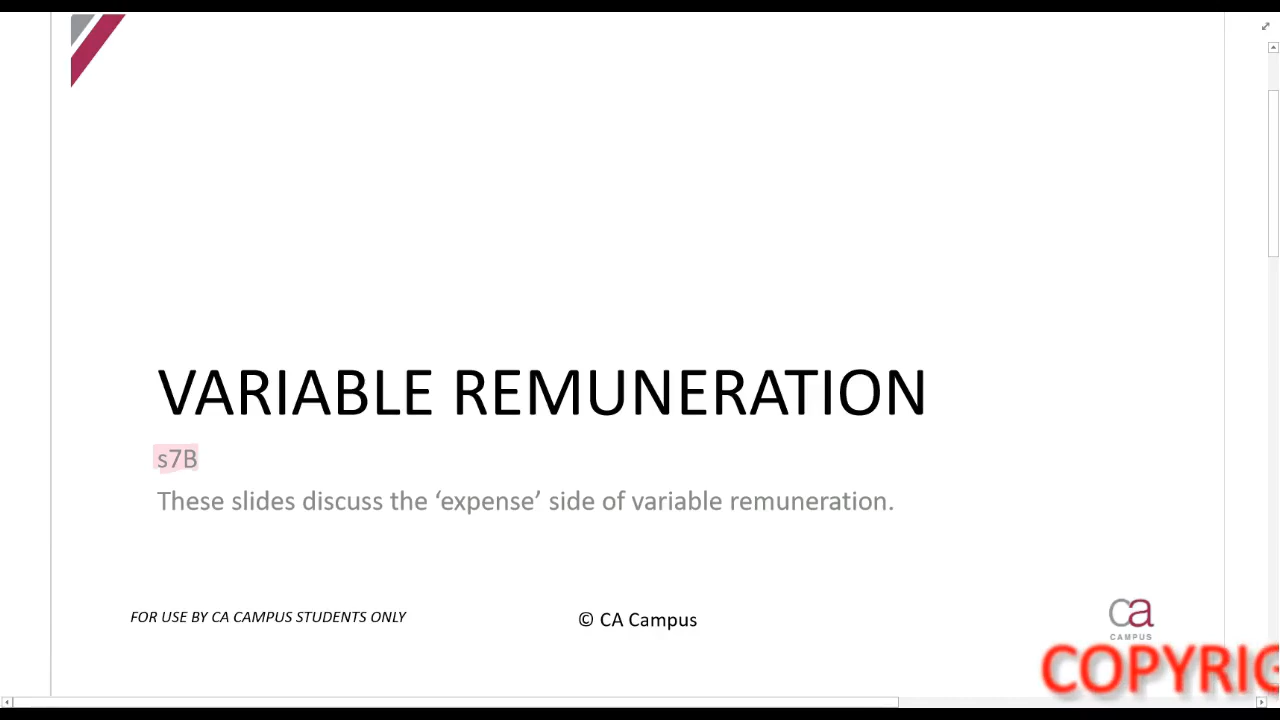 VARIABLE REMUNERATION
s7B
These slides discuss the ‘expense’ side of variable remuneration.
FOR USE BY CA CAMPUS STUDENTS ONLY
© CA Campus
ca
CAMPUS
COPYRIG